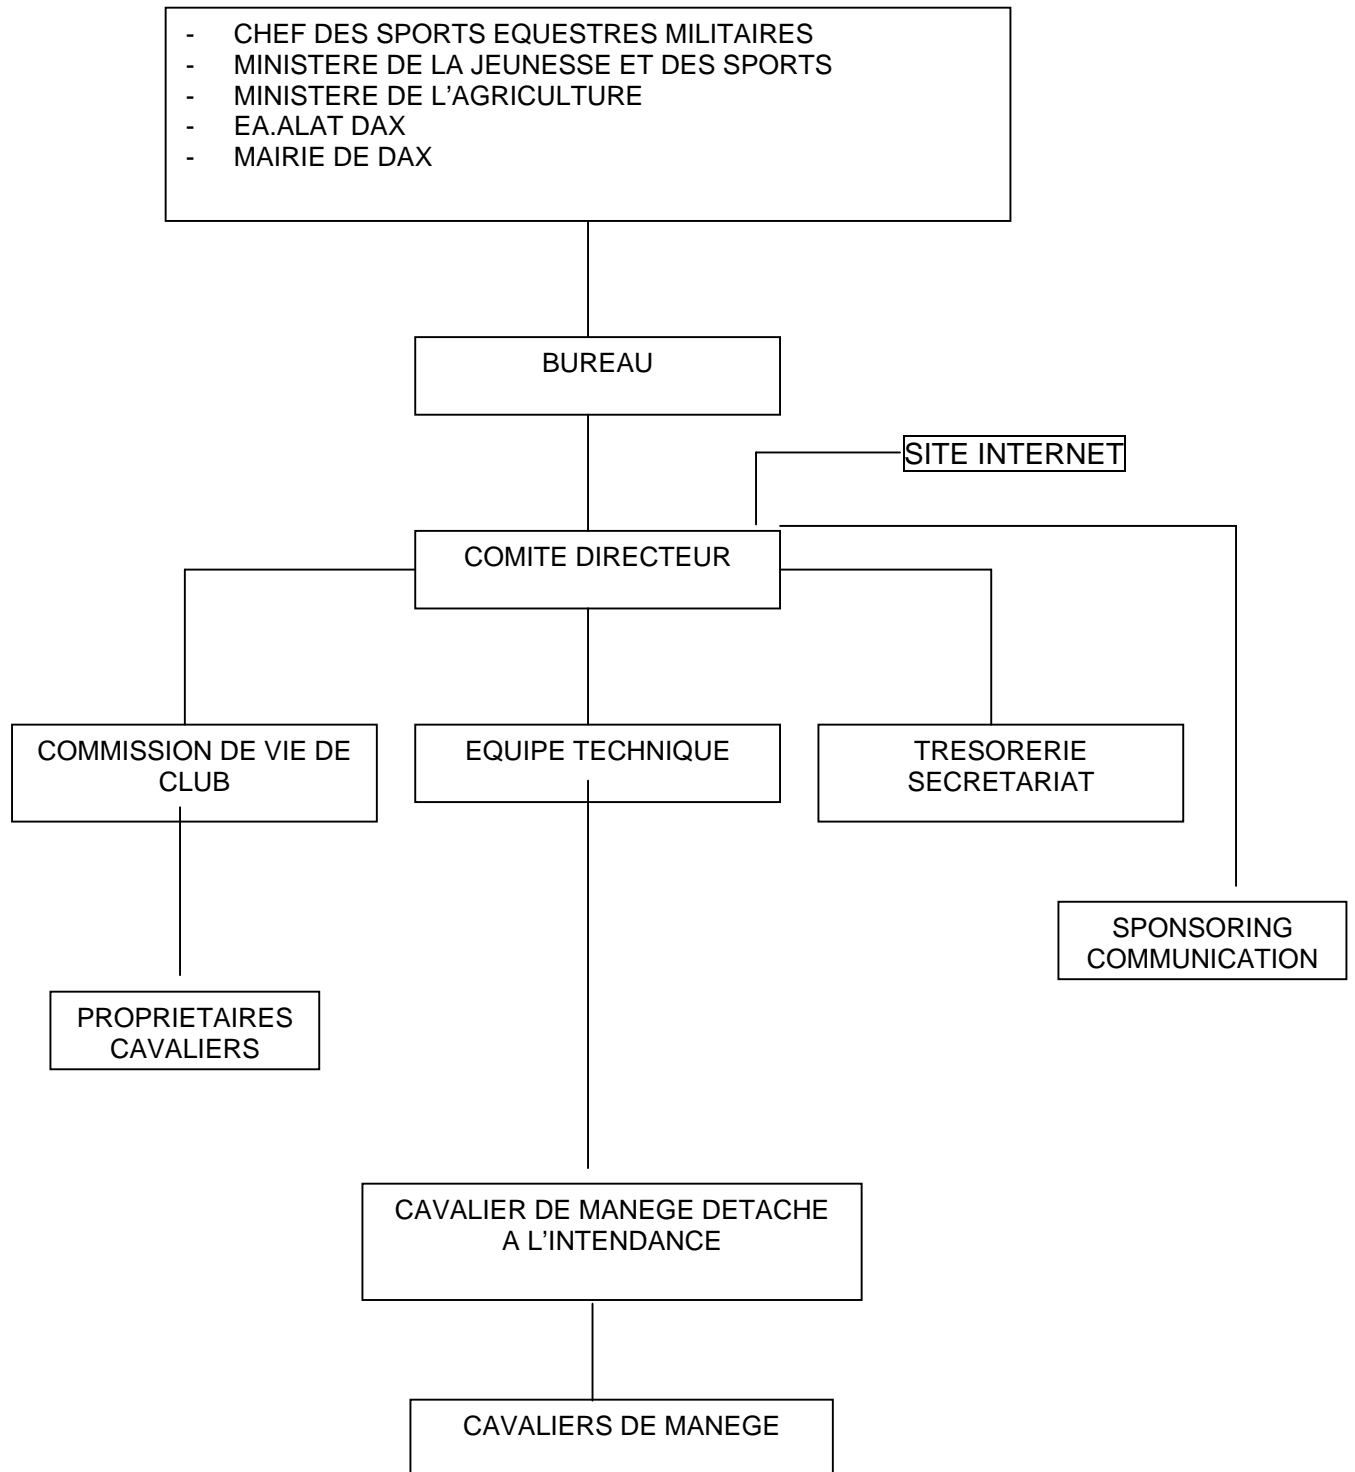 - CHEF DES SPORTS EQUESTRES MILITAIRES
- MINISTERE DE LA JEUNESSE ET DES SPORTS
- MINISTERE DE L'AGRICULTURE
- EA.ALAT DAX
- MAIRIE DE DAX
BUREAU
SITE INTERNET
COMITE DIRECTEUR
COMMISSION DE VIE DE
CLUB
EQUIPE TECHNIQUE
TRESORERIE
SECRETARIAT
SPONSORING
COMMUNICATION
PROPRIETAIRES
CAVALIERS
CAVALIER DE MANEGE DETACHE
A L'INTENDANCE
CAVALIERS DE MANEGE